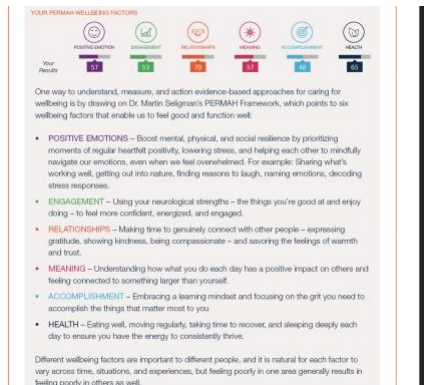 YOUR PERMAH WELLBEING FACTORS
POSITIVE EMOTION ENGAGEMENT RELATIONSHIPS MEANING ACCOMPLISHMENT HEALTH
Your
Results
57 53 70 57 48 65
One way to understand, measure, and action evidence-based approaches for caring for
wellbeing is by drawing on Dr. Martin Seligman's PERMAH Framework, which points to six
wellbeing factors that enable us to feel good and function well:
• POSITIVE EMOTIONS – Boost mental, physical, and social resilience by prioritizing
moments of regular heartfelt positivity, lowering stress, and helping each other to mindfully
navigate our emotions, even when we feel overwhelmed. For example: Sharing what's
working well, getting out into nature, finding reasons to laugh, naming emotions, decoding
stress responses.
• ENGAGEMENT – Using your neurological strengths – the things you're good at and enjoy
doing – to feel more confident, energized, and engaged.
• RELATIONSHIPS – Making time to genuinely connect with other people – expressing
gratitude, showing kindness, being compassionate – and savoring the feelings of warmth
and trust.
• MEANING – Understanding how what you do each day has a positive impact on others and
feeling connected to something larger than yourself.
• ACCOMPLISHMENT – Embracing a learning mindset and focusing on the grit you need to
accomplish the things that matter most to you
• HEALTH – Eating well, moving regularly, taking time to recover, and sleeping deeply each
day to ensure you have the energy to consistently thrive.
Different wellbeing factors are important to different people, and it is natural for each factor to
vary across time, situations, and experiences, but feeling poorly in one area generally results in
feeling poorly in others as well.